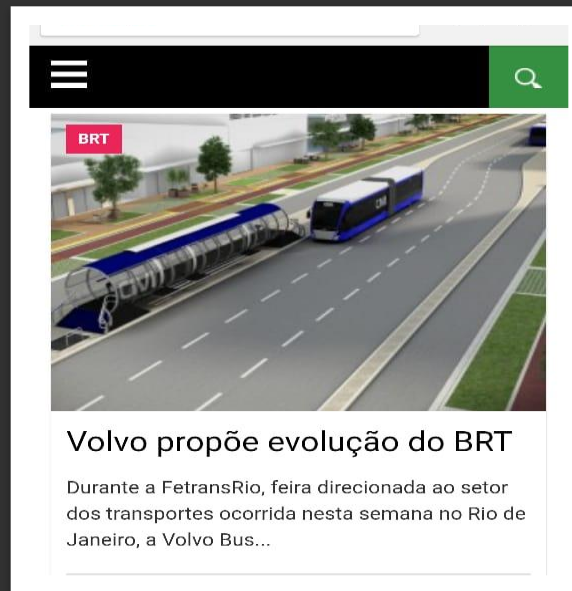 BRT
Volvo propõe evolução do BRT
Durante a FetransRio, feira direcionada ao setor
dos transportes ocorrida nesta semana no Rio de
Janeiro, a Volvo Bus...